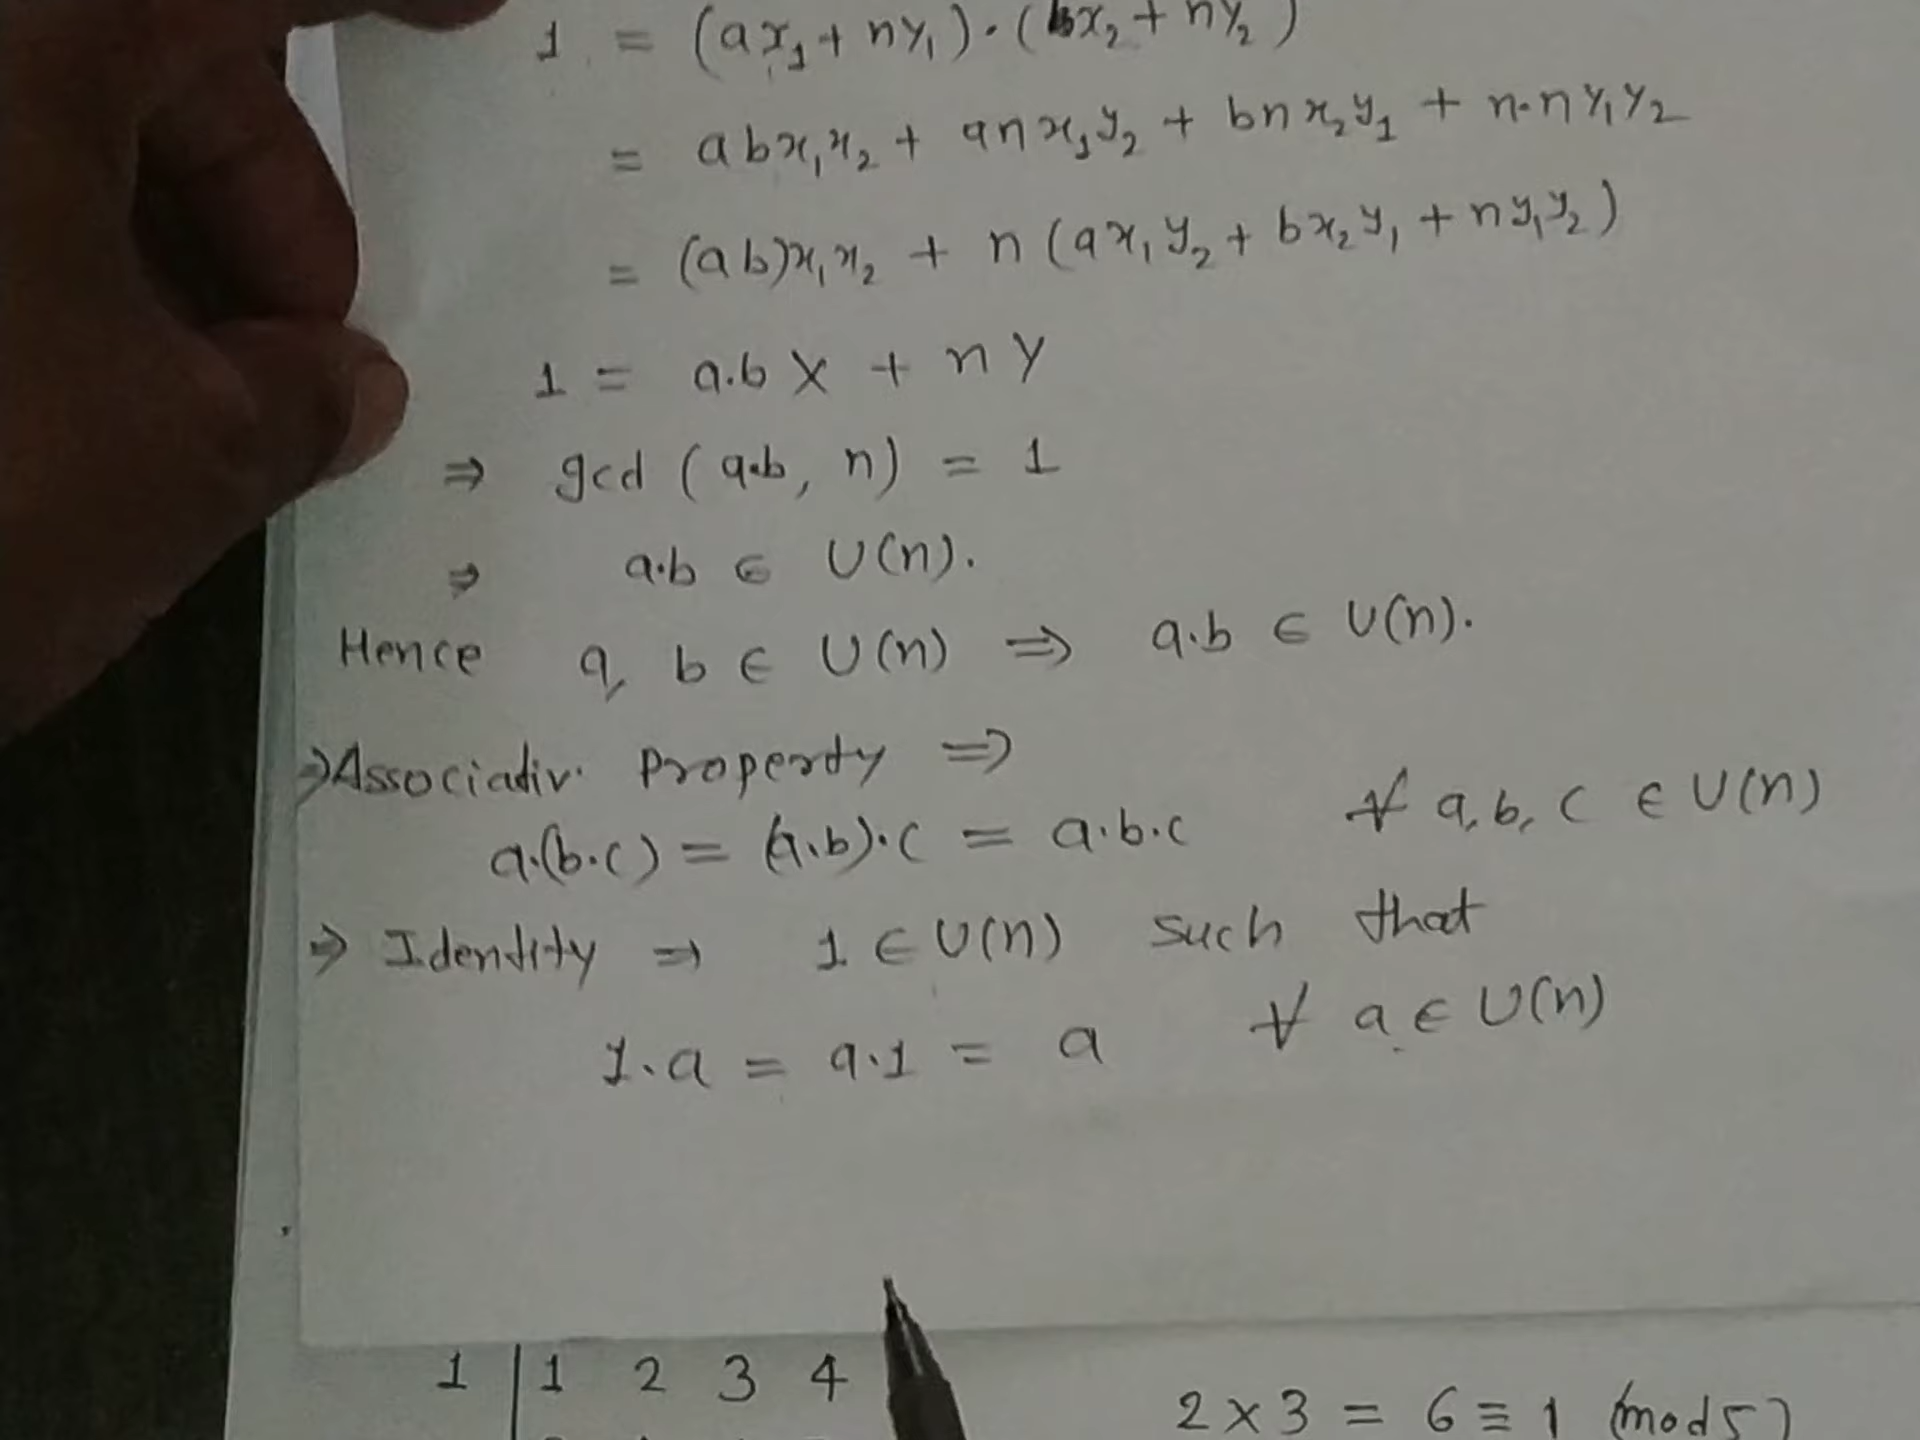 1 = (ax₁ + ny₁)·(bx₂ + ny₂)
= abx₁x₂ + anx₁y₂ + bnx₂y₁ + n·ny₁y₂
= (ab)x₁x₂ + n(ax₁y₂ + bx₂y₁ + ny₁y₂)
1 = a.b X + n Y
⇒ gcd (a.b, n) = 1
⇒ a.b ∈ U(n).
Hence a, b ∈ U(n) ⇒ a.b ∈ U(n).
⇒ Associativ. Property ⇒
a.(b.c) = (a.b).c = a.b.c ∀ a, b, c ∈ U(n)
⇒ Identity ⇒ 1 ∈ U(n) such that
1.a = a.1 = a ∀ a ∈ U(n)
1 | 1 2 3 4
2 × 3 = 6 ≡ 1 (mod 5)